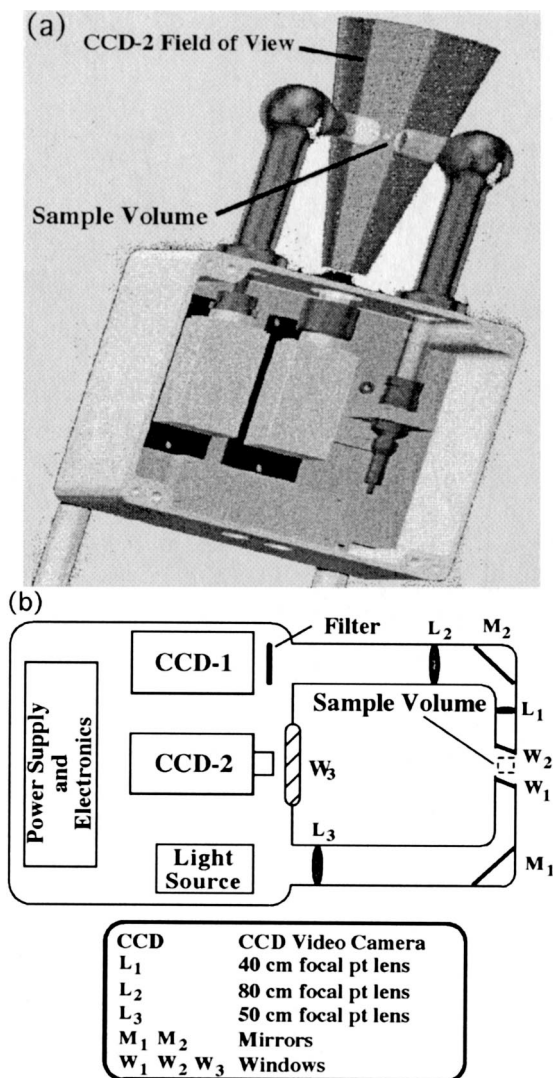 (a)
CCD-2 Field of View
Sample Volume
(b)
Filter
L2
M2
CCD-1
Sample Volume
L1
Power Supply
and
Electronics
CCD-2
W3
W2
W1
L3
Light
Source
M1
CCD CCD Video Camera
L1 40 cm focal pt lens
L2 80 cm focal pt lens
L3 50 cm focal pt lens
M1 M2 Mirrors
W1 W2 W3 Windows